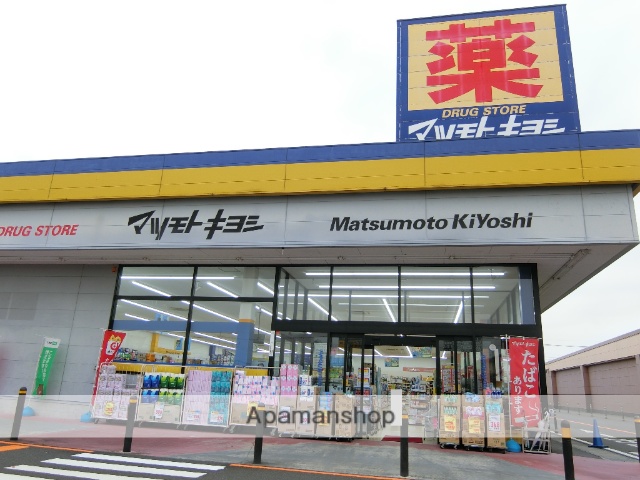 薬
DRUG STORE
マツモトキヨシ
DRUG STORE
マツモトキヨシ
Matsumoto KiYoshi
たばこ
あります
Apamanshop